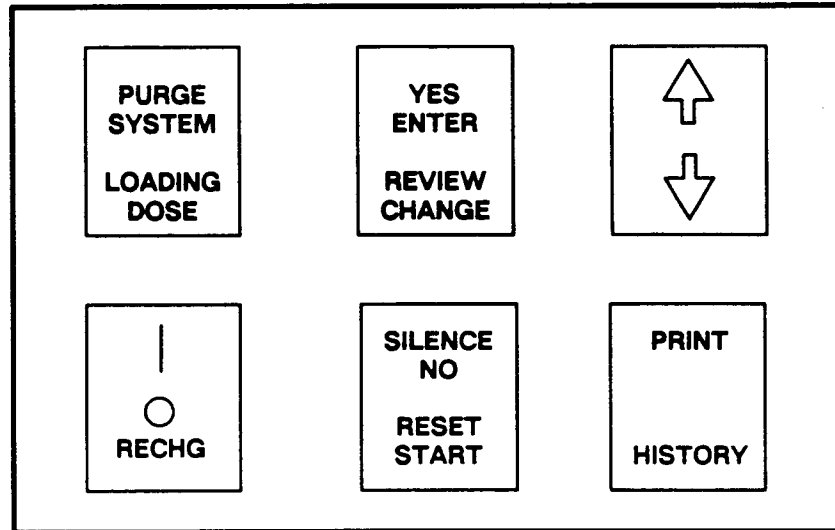 PURGE
SYSTEM
LOADING
DOSE
YES
ENTER
REVIEW
CHANGE
RECHG
SILENCE
NO
RESET
START
PRINT
HISTORY